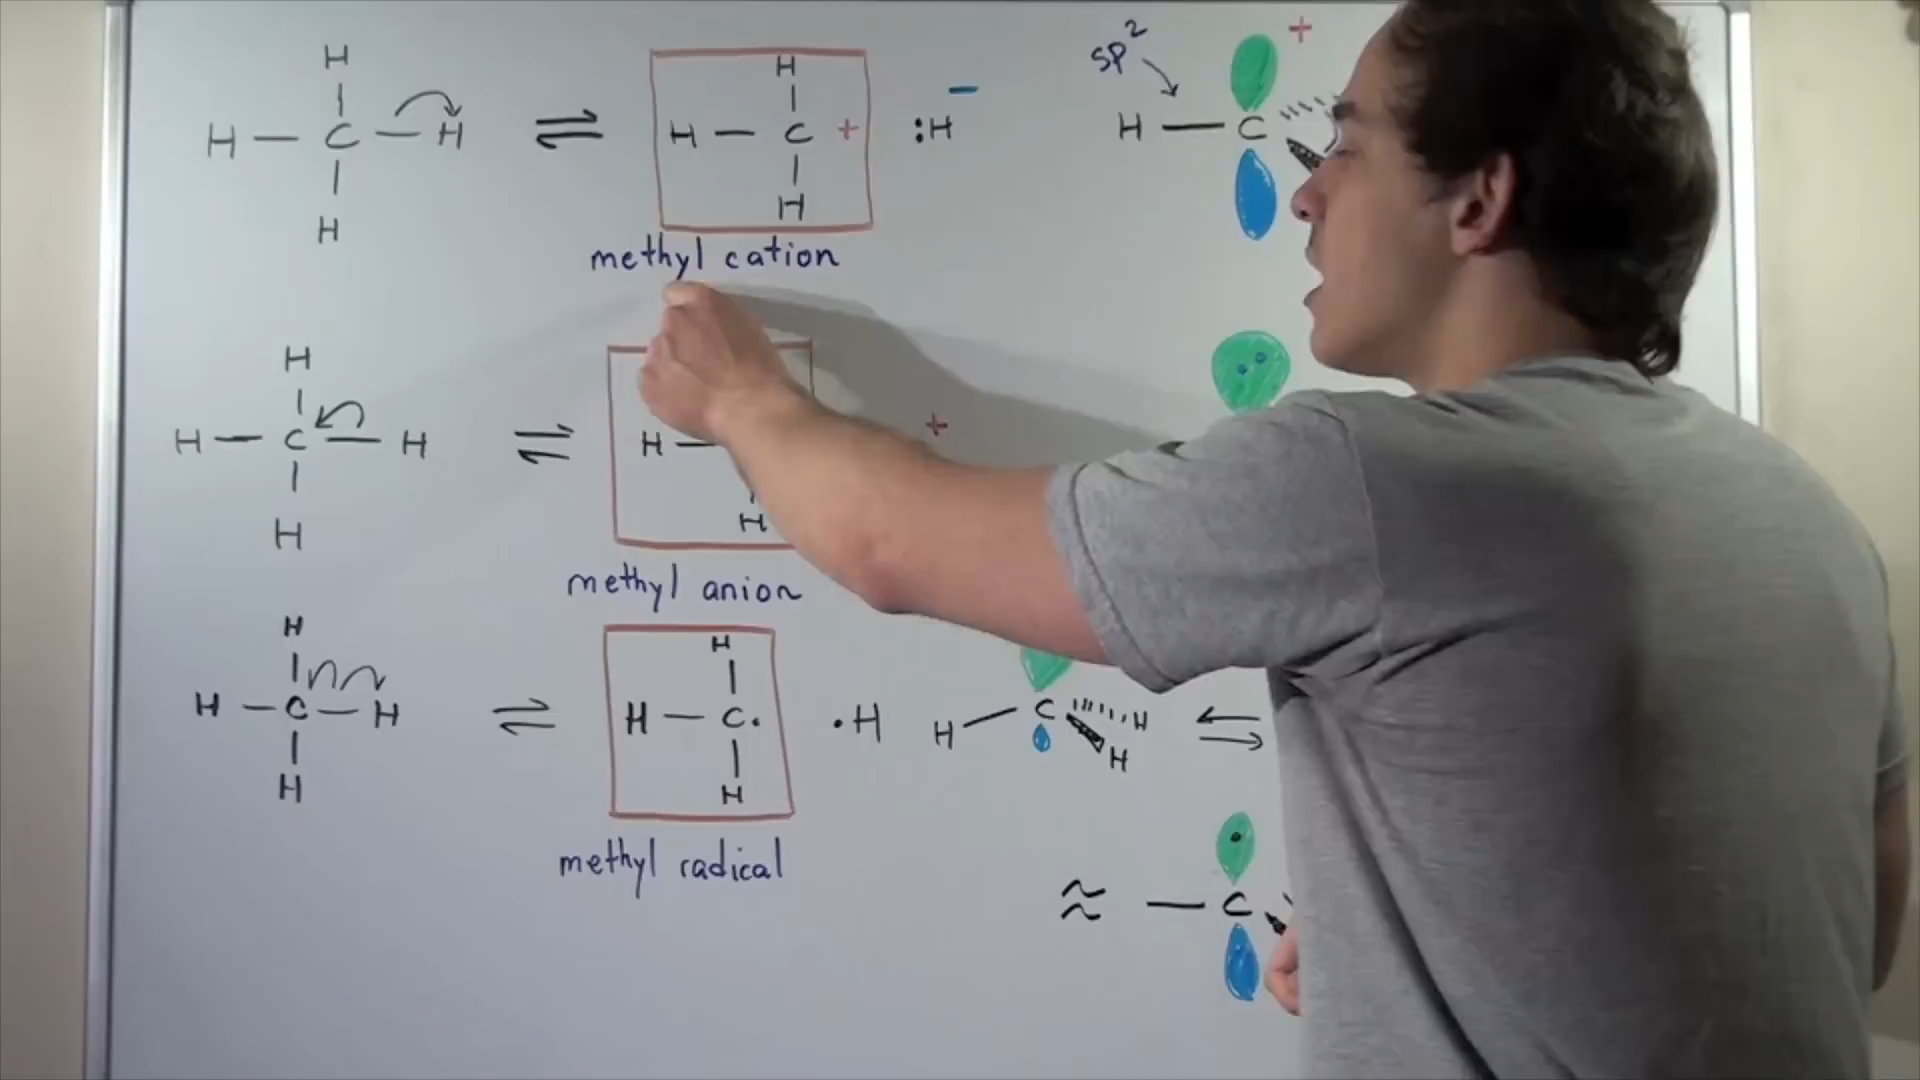 H
H — C — H ⇌ H — C + :H −
H
H
H
methyl cation
sp²
H — C +
H
H — C — H ⇌ H —
H
H
+
methyl anion
H
H — C — H ⇌ H — C· ·H
H
H
H
methyl radical
H C H ⇌
H
≈ — C